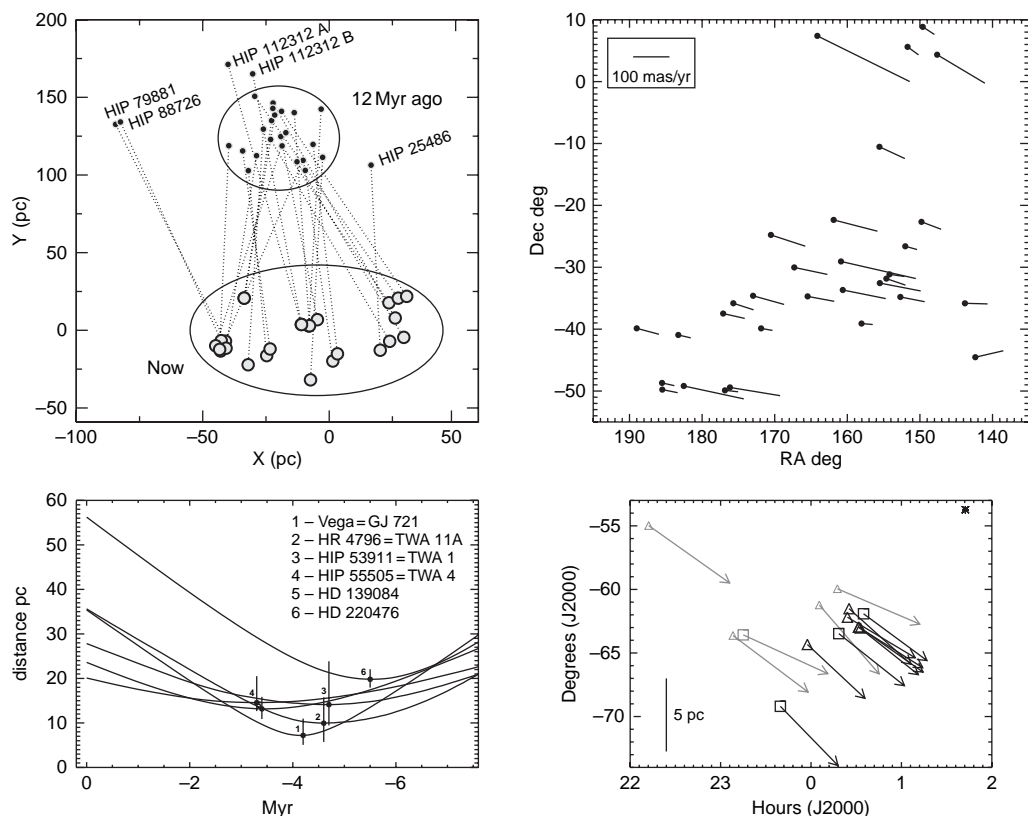 HIP 112312 A
HIP 112312 B
HIP 79881
HIP 88726
12 Myr ago
HIP 25486
Now
200
150
100
50
0
–50
Y (pc)
–100
–50
0
50
X (pc)
100 mas/yr
10
0
–10
–20
–30
–40
–50
Dec deg
190
180
170
160
150
140
RA deg
1 – Vega = GJ 721
2 – HR 4796 = TWA 11A
3 – HIP 53911 = TWA 1
4 – HIP 55505 = TWA 4
5 – HD 139084
6 – HD 220476
6
4
3
2
1
60
50
40
30
20
10
0
distance pc
0
–2
–4
–6
Myr
–55
–60
–65
–70
Degrees (J2000)
5 pc
22
23
0
1
2
Hours (J2000)